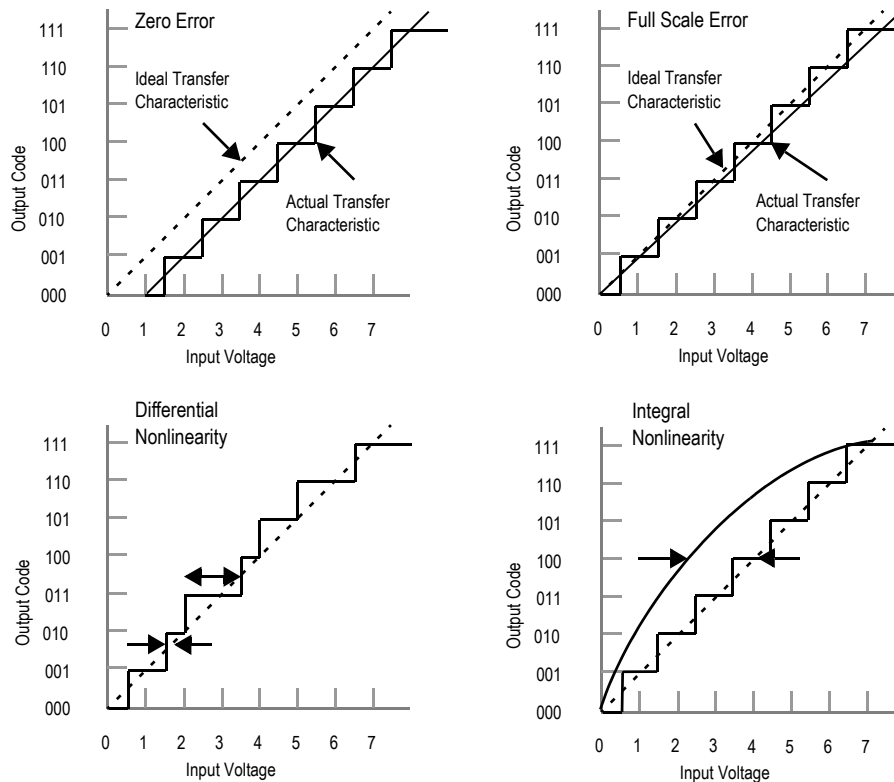 Zero Error
111
110
101
100
011
010
001
000
Output Code
Ideal Transfer
Characteristic
Actual Transfer
Characteristic
0 1 2 3 4 5 6 7
Input Voltage
Full Scale Error
111
110
101
100
011
010
001
000
Output Code
Ideal Transfer
Characteristic
Actual Transfer
Characteristic
0 1 2 3 4 5 6 7
Input Voltage
Differential
Nonlinearity
111
110
101
100
011
010
001
000
Output Code
0 1 2 3 4 5 6 7
Input Voltage
Integral
Nonlinearity
111
110
101
100
011
010
001
000
Output Code
0 1 2 3 4 5 6 7
Input Voltage